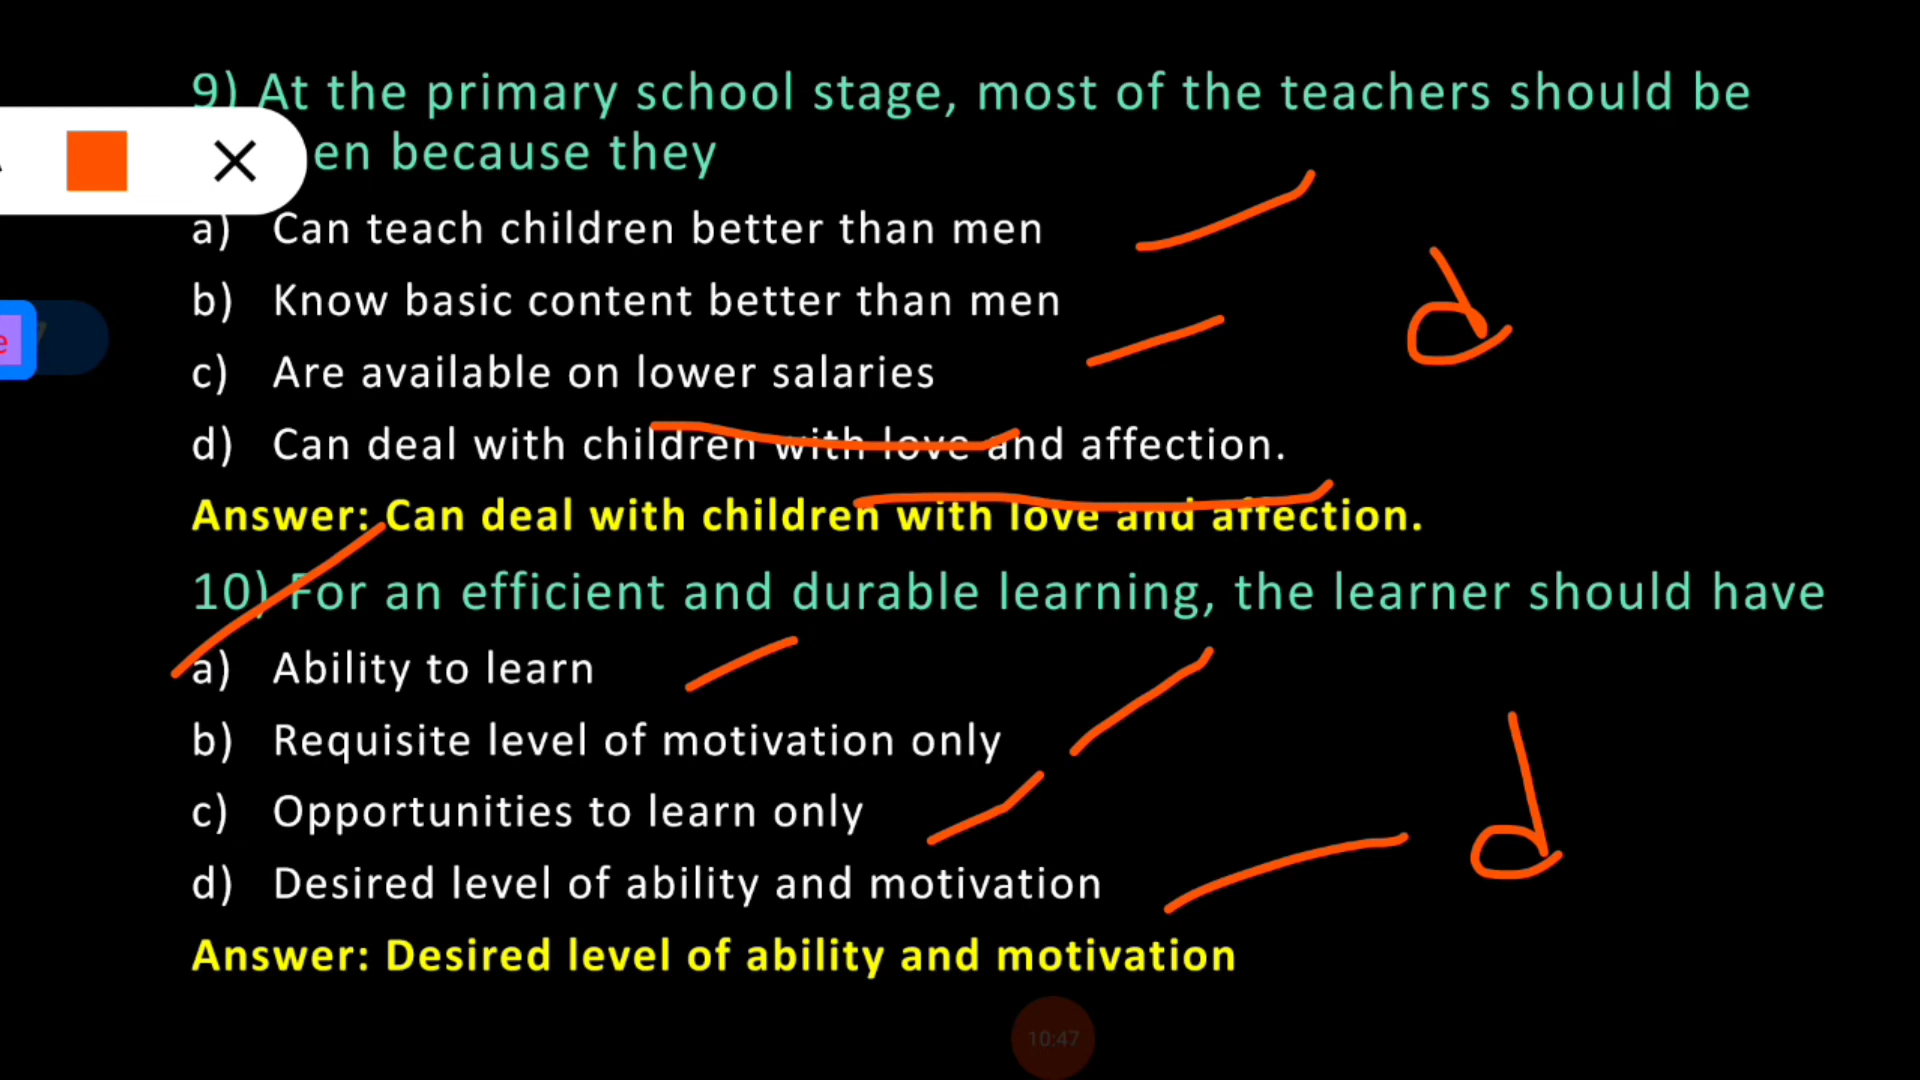 9) At the primary school stage, most of the teachers should be
en because they
a) Can teach children better than men
b) Know basic content better than men
d
e
c) Are available on lower salaries
d) Can deal with children with love and affection.
Answer: Can deal with children with love and affection.
10) For an efficient and durable learning, the learner should have
a) Ability to learn
b) Requisite level of motivation only
c) Opportunities to learn only
d
d) Desired level of ability and motivation
Answer: Desired level of ability and motivation
10:47